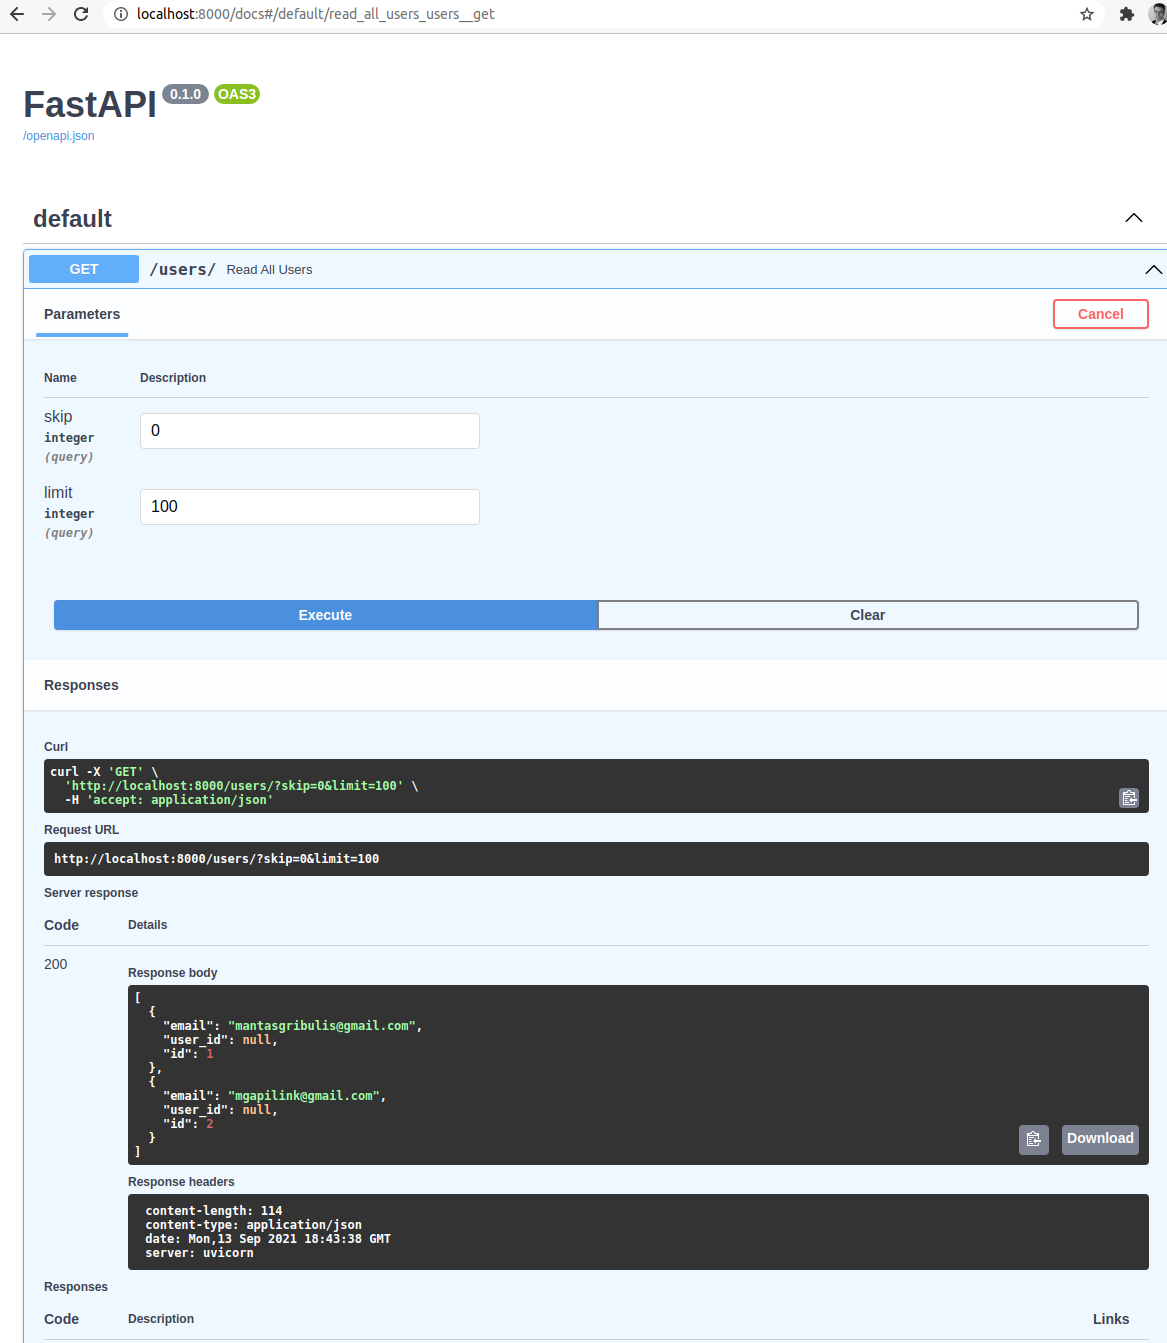 localhost:8000/docs#/default/read_all_users_users__get
FastAPI 0.1.0 OAS3
/openapi.json
default
GET /users/ Read All Users
Parameters Cancel
Name Description
skip
integer
(query)
0
limit
integer
(query)
100
Execute Clear
Responses
Curl
curl -X 'GET' \
  'http://localhost:8000/users/?skip=0&limit=100' \
  -H 'accept: application/json'
Request URL
http://localhost:8000/users/?skip=0&limit=100
Server response
Code Details
200
Response body
[
  {
    "email": "mantasgribulis@gmail.com",
    "user_id": null,
    "id": 1
  },
  {
    "email": "mgapilink@gmail.com",
    "user_id": null,
    "id": 2
  }
]
Download
Response headers
content-length: 114
content-type: application/json
date: Mon,13 Sep 2021 18:43:38 GMT
server: uvicorn
Responses
Code Description Links